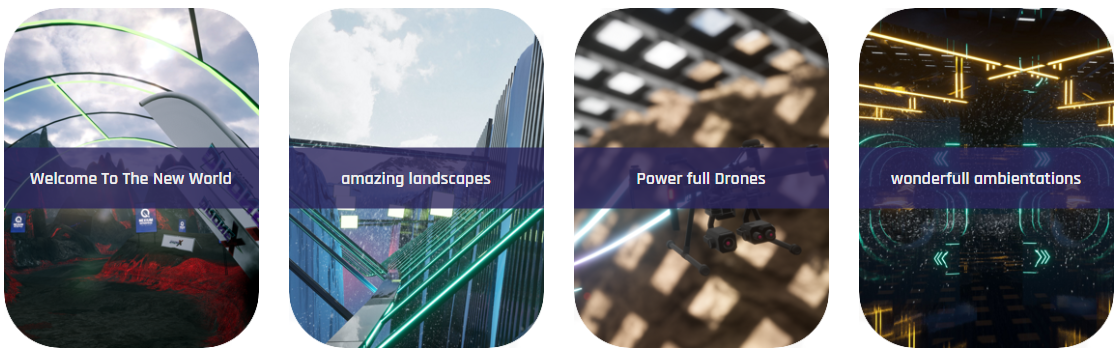 Welcome To The New World
amazing landscapes
Power full Drones
wonderfull ambientations